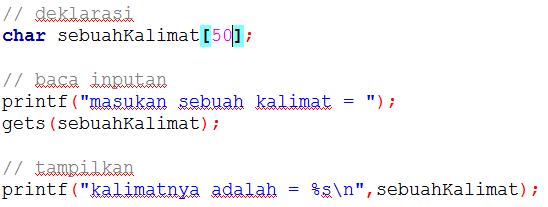 // deklarasi
char sebuahKalimat[50];
// baca inputan
printf("masukan sebuah kalimat = ");
gets(sebuahKalimat);
// tampilkan
printf("kalimatnya adalah = %s\n",sebuahKalimat);